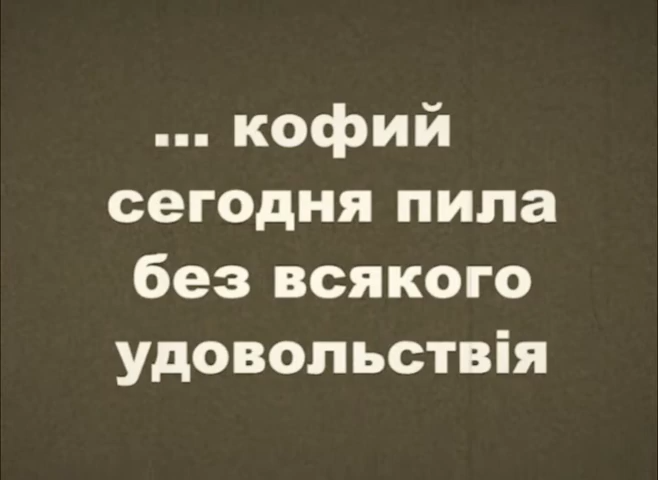 ... кофий
сегодня пила
без всякого
удовольствія